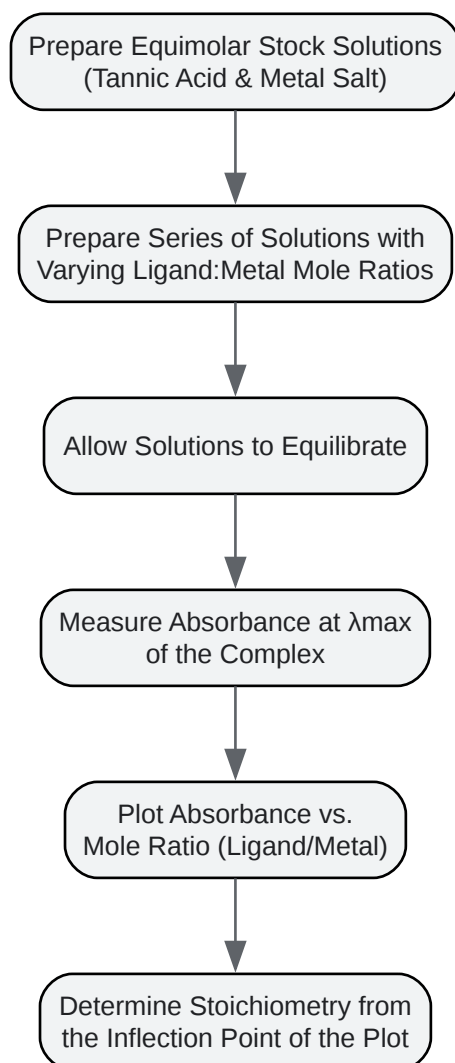 Prepare Equimolar Stock Solutions
(Tannic Acid & Metal Salt)
Prepare Series of Solutions with
Varying Ligand:Metal Mole Ratios
Allow Solutions to Equilibrate
Measure Absorbance at λmax
of the Complex
Plot Absorbance vs.
Mole Ratio (Ligand/Metal)
Determine Stoichiometry from
the Inflection Point of the Plot